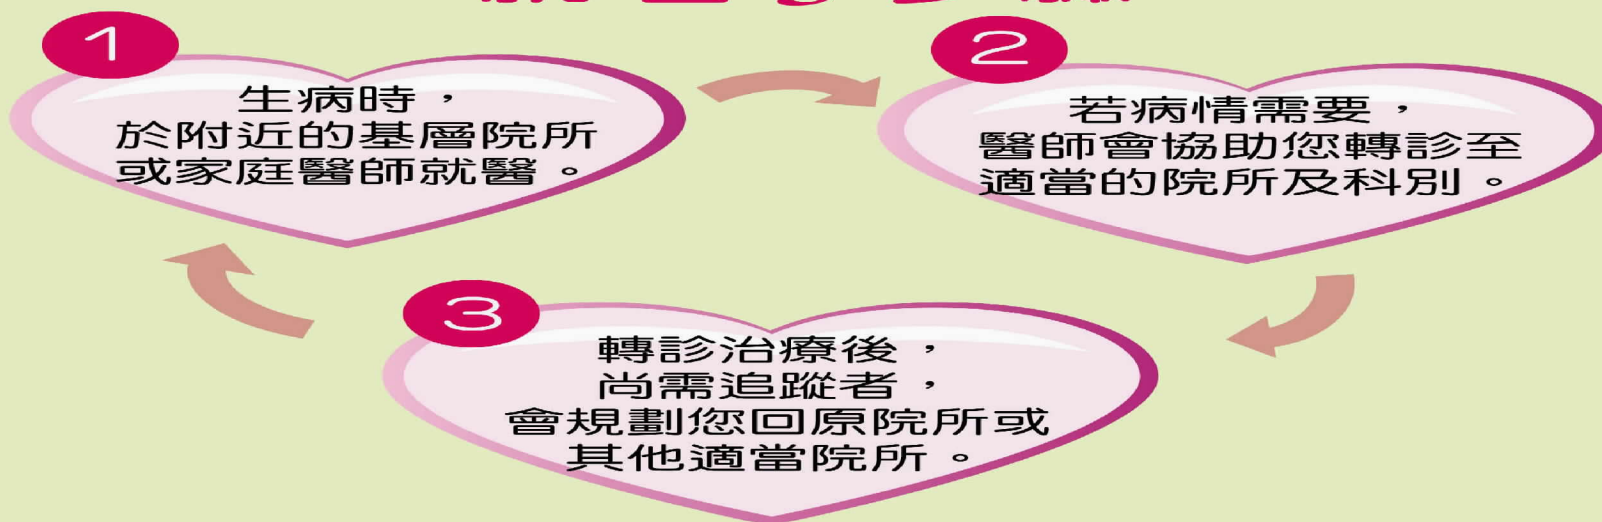 1
生病時，
於附近的基層院所
或家庭醫師就醫。
2
若病情需要，
醫師會協助您轉診至
適當的院所及科別。
3
轉診治療後，
尚需追蹤者，
會規劃您回原院所或
其他適當院所。